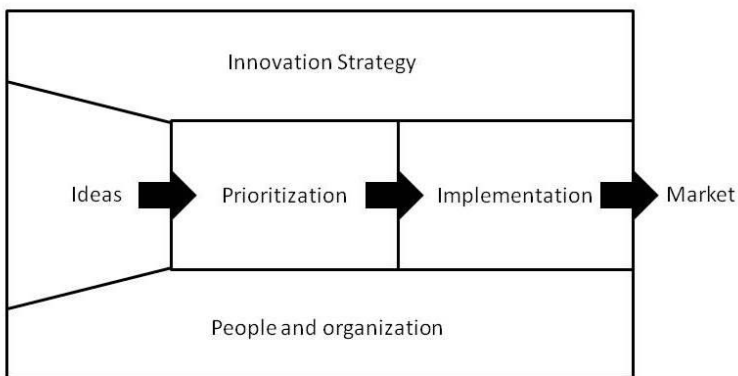 Innovation Strategy
Ideas
Prioritization
Implementation
Market
People and organization